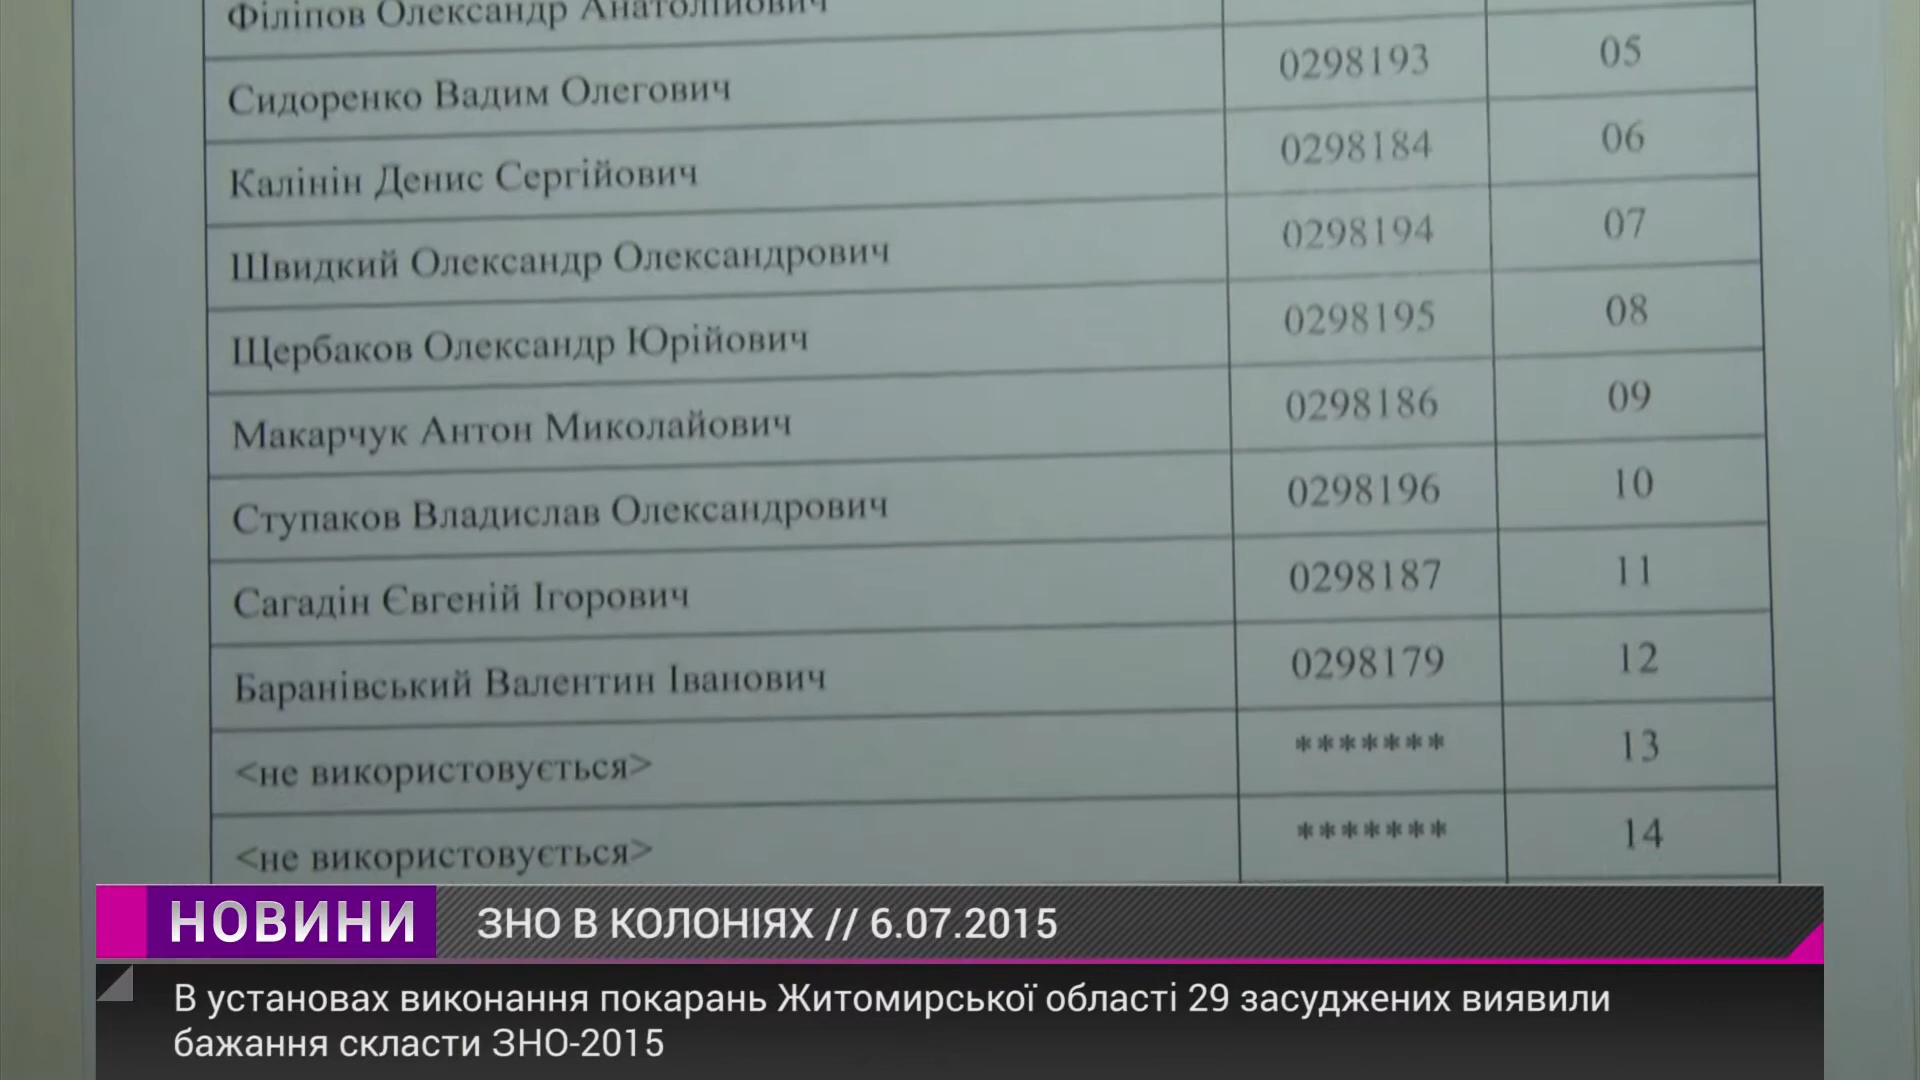 Філіпов Олександр Анатолійович
Сидоренко Вадим Олегович 0298193 05
Калінін Денис Сергійович 0298184 06
Швидкий Олександр Олександрович 0298194 07
Щербаков Олександр Юрійович 0298195 08
Макарчук Антон Миколайович 0298186 09
Ступаков Владислав Олександрович 0298196 10
Сагадін Євгеній Ігорович 0298187 11
Баранівський Валентин Іванович 0298179 12
<не використовується> ******* 13
<не використовується> ******* 14
НОВИНИ ЗНО В КОЛОНІЯХ // 6.07.2015
В установах виконання покарань Житомирської області 29 засуджених виявили
бажання скласти ЗНО-2015